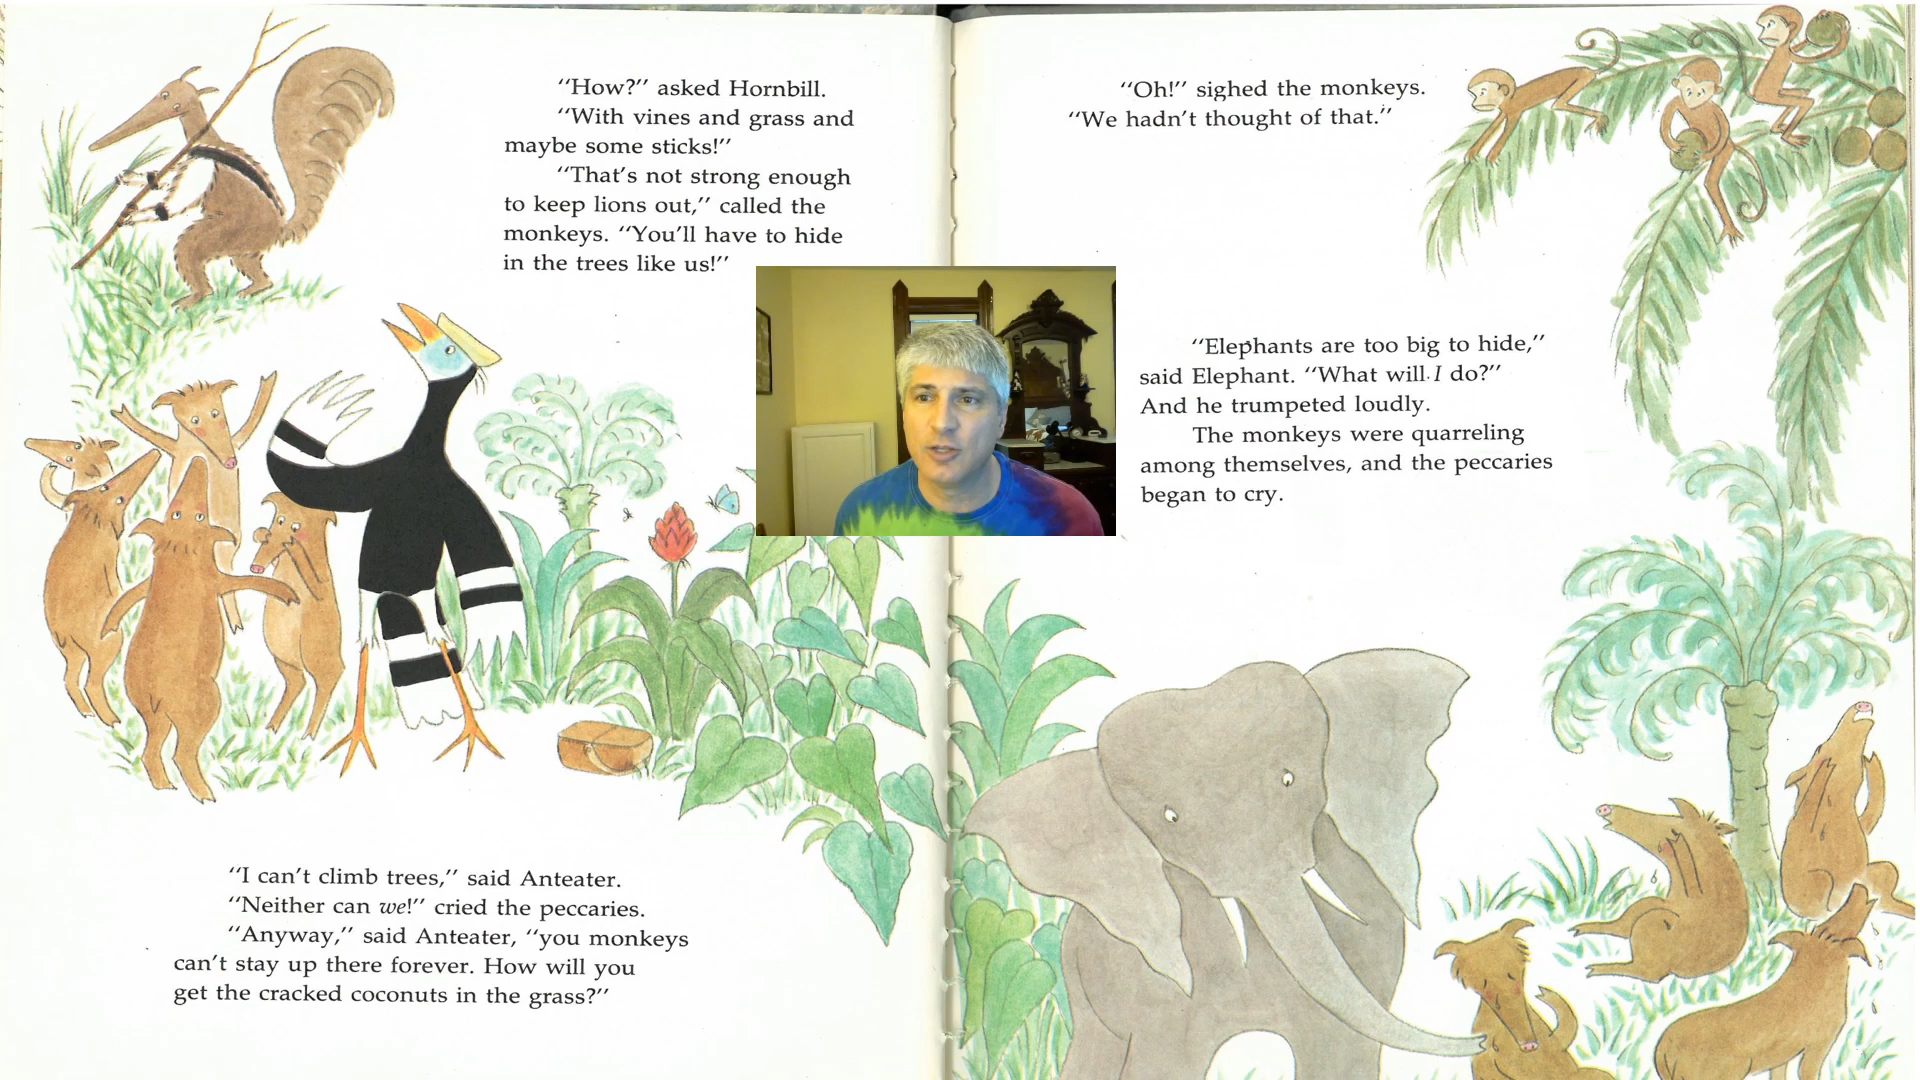 “How?” asked Hornbill.
“With vines and grass and
maybe some sticks!”
“That’s not strong enough
to keep lions out,” called the
monkeys. “You’ll have to hide
in the trees like us!”
“I can’t climb trees,” said Anteater.
“Neither can we!” cried the peccaries.
“Anyway,” said Anteater, “you monkeys
can’t stay up there forever. How will you
get the cracked coconuts in the grass?”
“Oh!” sighed the monkeys.
“We hadn’t thought of that.”
“Elephants are too big to hide,”
said Elephant. “What will I do?”
And he trumpeted loudly.
The monkeys were quarreling
among themselves, and the peccaries
began to cry.